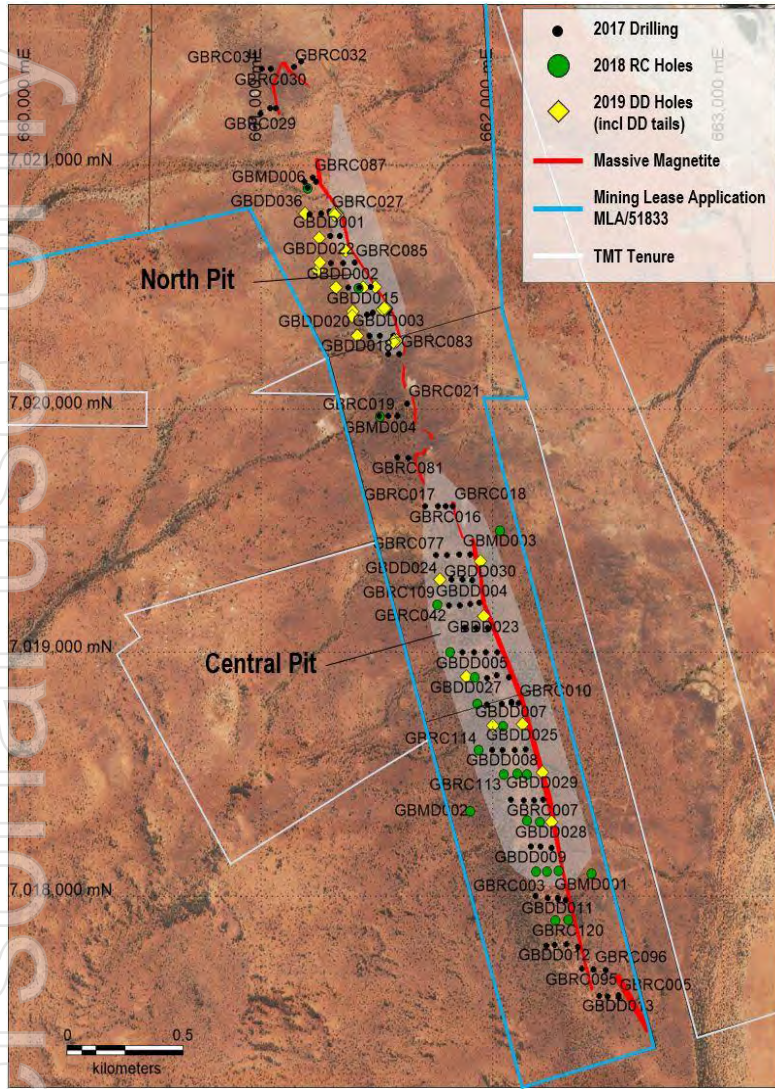 2017 Drilling
2018 RC Holes
2019 DD Holes
(incl DD tails)
Massive Magnetite
Mining Lease Application
MLA/51833
TMT Tenure
660,000 mE
662,000 mE
663,000 mE
GBRC032
GBRC030
GBRC029
7,021,000 mN
GBRC087
GBMD006
GBDD036
GBRC027
GBDD001
GBRC085
North Pit
GBDD002
GBDD015
GBDD020
GBDD003
GBDD018
GBRC083
7,020,000 mN
GBRC021
GBRC019
GBMD004
GBRC081
GBRC017
GBRC018
GBRC016
GBMD003
GBRC077
GBDD024
GBDD030
GBRC109
GBDD004
GBRC042
GBDD023
7,019,000 mN
Central Pit
GBDD005
GBDD027
GBRC010
GBDD007
GBRC114
GBDD025
GBDD008
GBRC113
GBDD029
GBMD002
GBRC007
GBDD028
GBDD009
7,018,000 mN
GBRC003
GBMD001
GBDD011
GBRC120
GBDD012
GBRC096
GBRC095
GBRC005
GBDD013
0
0.5
kilometers